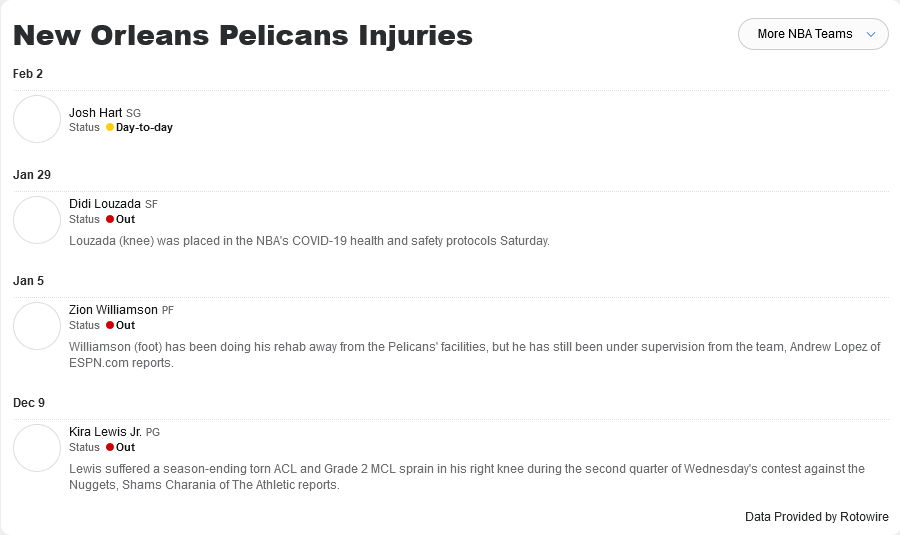 New Orleans Pelicans Injuries
More NBA Teams
Feb 2
Josh Hart SG
Status Day-to-day
Jan 29
Didi Louzada SF
Status Out
Louzada (knee) was placed in the NBA's COVID-19 health and safety protocols Saturday.
Jan 5
Zion Williamson PF
Status Out
Williamson (foot) has been doing his rehab away from the Pelicans' facilities, but he has still been under supervision from the team, Andrew Lopez of
ESPN.com reports.
Dec 9
Kira Lewis Jr. PG
Status Out
Lewis suffered a season-ending torn ACL and Grade 2 MCL sprain in his right knee during the second quarter of Wednesday's contest against the
Nuggets, Shams Charania of The Athletic reports.
Data Provided by Rotowire